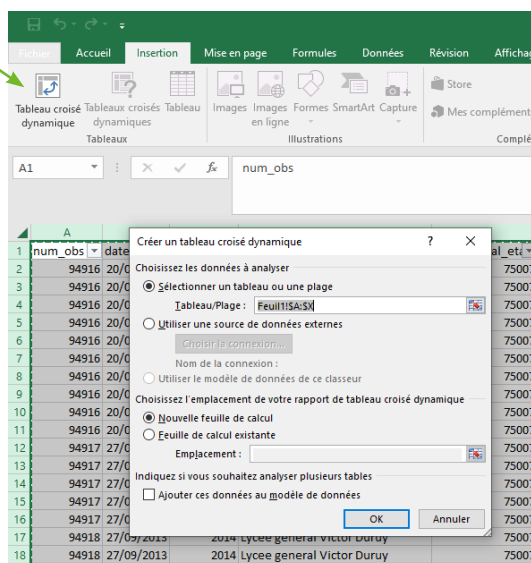 Fichier Accueil Insertion Mise en page Formules Données Révision Afficha
Tableau croisé dynamique Tableaux croisés dynamiques Tableau Images Images en ligne Formes SmartArt Capture Store
Mes complément
Tableaux Illustrations Complé
A1 fx num_obs
A
1 num_obs date al_eta
Créer un tableau croisé dynamique ? X
2 94916 20/0 7500
Choisissez les données à analyser
3 94916 20/0 Sélectionner un tableau ou une plage 7500
4 94916 20/0 Tableau/Plage : Feuil1!$A:$X 7500
5 94916 20/0 Utiliser une source de données externes 7500
6 94916 20/0 Choisir la connexion... 7500
7 94916 20/0 Nom de la connexion : 7500
8 94916 20/0 Utiliser le modèle de données de ce classeur 7500
9 94916 20/0 Choisissez l'emplacement de votre rapport de tableau croisé dynamique 7500
10 94916 20/0 Nouvelle feuille de calcul 7500
11 94916 20/0 Feuille de calcul existante 7500
12 94917 27/0 Emplacement : 7500
13 94917 27/0 Indiquez si vous souhaitez analyser plusieurs tables 7500
14 94917 27/0 Ajouter ces données au modèle de données 7500
15 94917 27/0 7500
16 94917 27/0 OK Annuler 7500
17 94918 27/09/2013 2014 Lycee general Victor Duruy 7500
18 94918 27/09/2013 2014 Lycee general Victor Duruy 7500